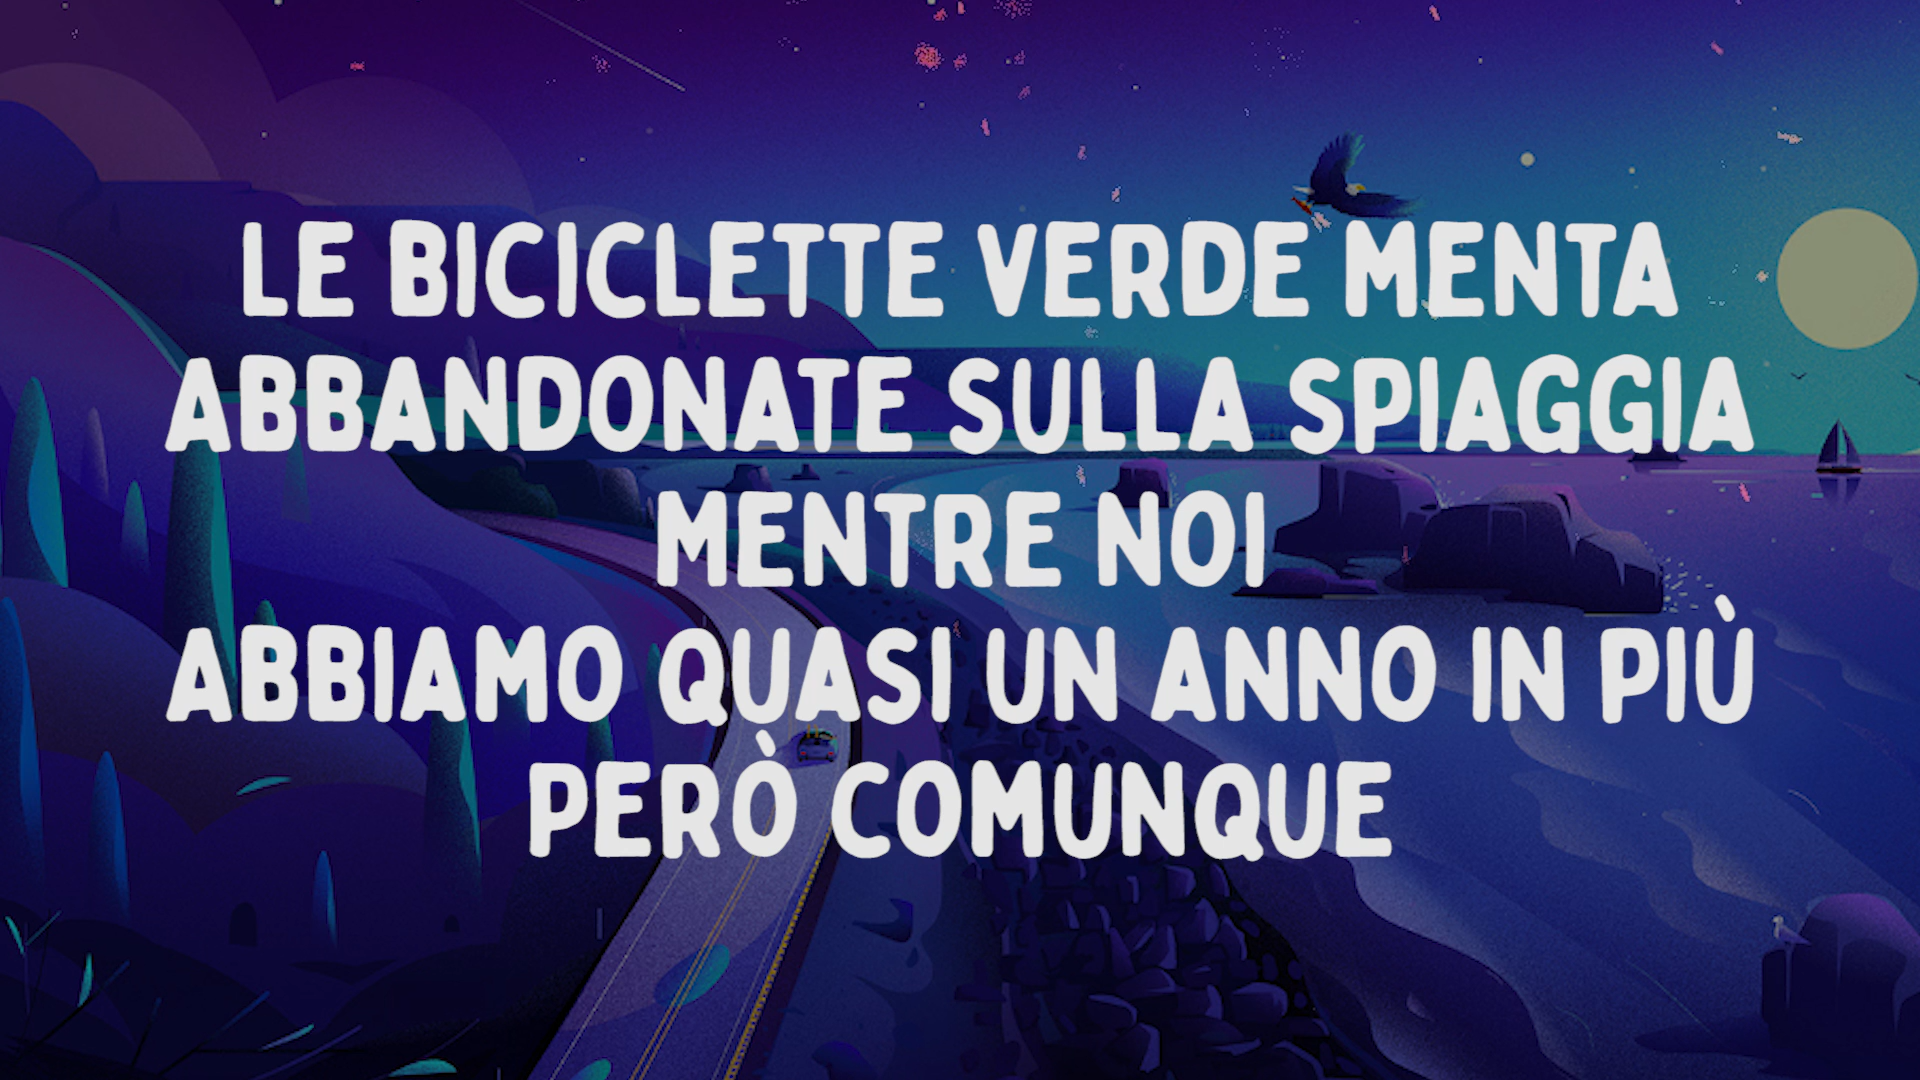 LE BICICLETTE VERDE MENTA
ABBANDONATE SULLA SPIAGGIA
MENTRE NOI
ABBIAMO QUASI UN ANNO IN PIÙ
PERÒ COMUNQUE